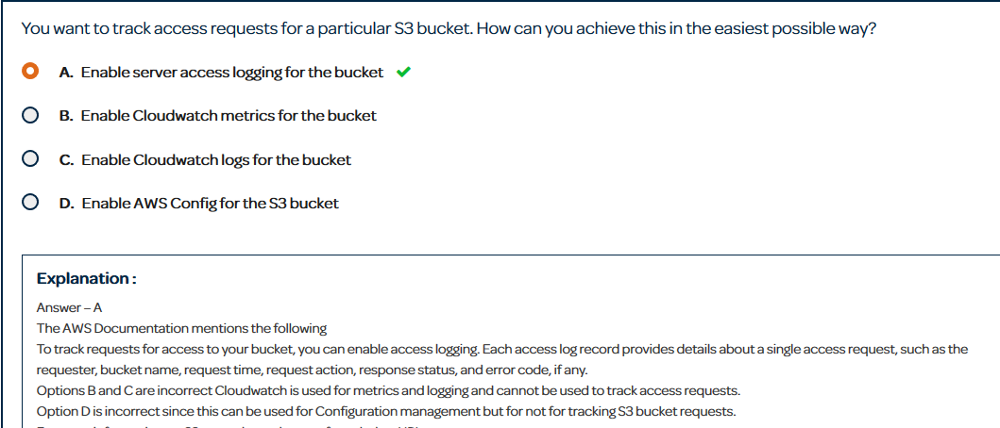 You want to track access requests for a particular S3 bucket. How can you achieve this in the easiest possible way?
A. Enable server access logging for the bucket
B. Enable Cloudwatch metrics for the bucket
C. Enable Cloudwatch logs for the bucket
D. Enable AWS Config for the S3 bucket
Explanation :
Answer – A
The AWS Documentation mentions the following
To track requests for access to your bucket, you can enable access logging. Each access log record provides details about a single access request, such as the
requester, bucket name, request time, request action, response status, and error code, if any.
Options B and C are incorrect Cloudwatch is used for metrics and logging and cannot be used to track access requests.
Option D is incorrect since this can be used for Configuration management but for not for tracking S3 bucket requests.